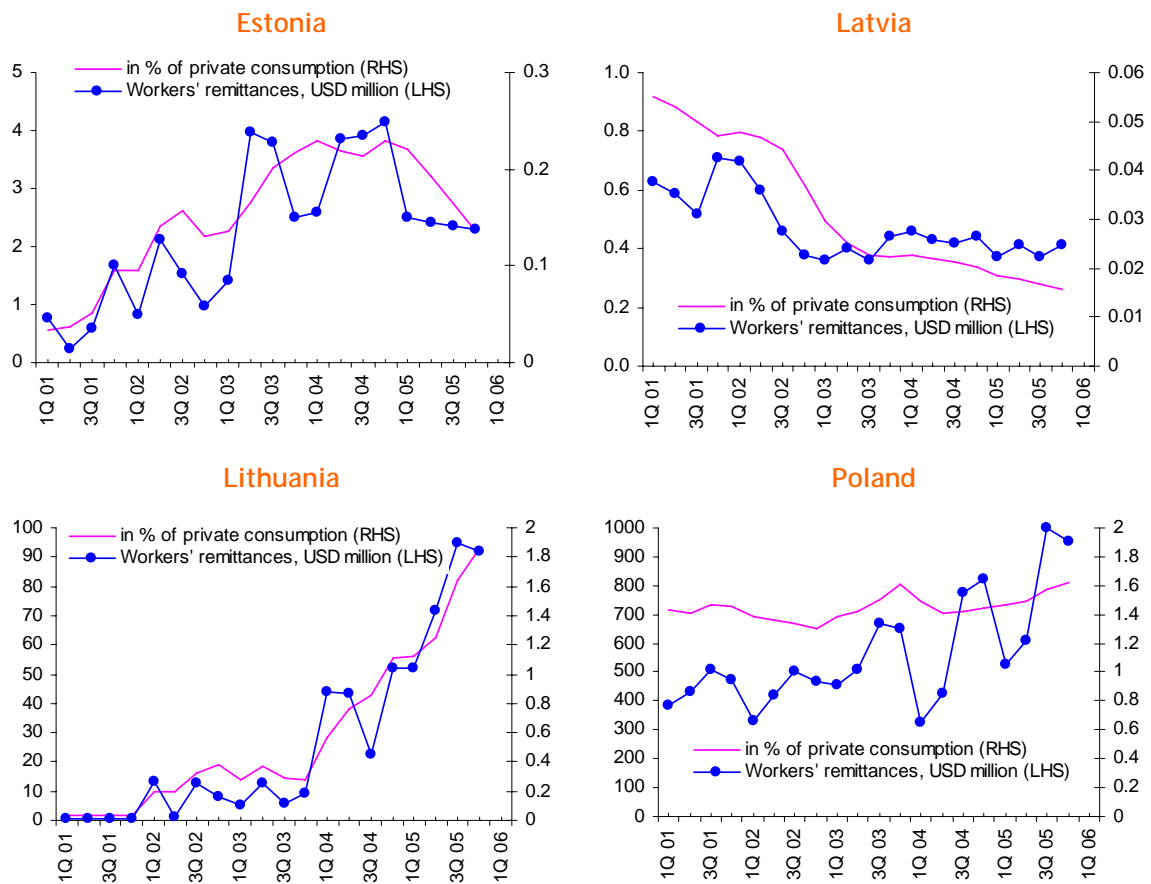 Estonia
in % of private consumption (RHS)
Workers' remittances, USD million (LHS)
5
4
3
2
1
0
0.3
0.2
0.1
0
1Q 01
3Q 01
1Q 02
3Q 02
1Q 03
3Q 03
1Q 04
3Q 04
1Q 05
3Q 05
1Q 06
Latvia
1.0
0.8
0.6
0.4
0.2
0.0
0.06
0.05
0.04
0.03
0.02
0.01
0
in % of private consumption (RHS)
Workers' remittances, USD million (LHS)
1Q 01
3Q 01
1Q 02
3Q 02
1Q 03
3Q 03
1Q 04
3Q 04
1Q 05
3Q 05
1Q 06
Lithuania
in % of private consumption (RHS)
Workers' remittances, USD million (LHS)
100
90
80
70
60
50
40
30
20
10
0
2
1.8
1.6
1.4
1.2
1
0.8
0.6
0.4
0.2
0
1Q 01
3Q 01
1Q 02
3Q 02
1Q 03
3Q 03
1Q 04
3Q 04
1Q 05
3Q 05
1Q 06
Poland
1000
900
800
700
600
500
400
300
200
100
0
2
1.8
1.6
1.4
1.2
1
0.8
0.6
0.4
0.2
0
in % of private consumption (RHS)
Workers' remittances, USD million (LHS)
1Q 01
3Q 01
1Q 02
3Q 02
1Q 03
3Q 03
1Q 04
3Q 04
1Q 05
3Q 05
1Q 06